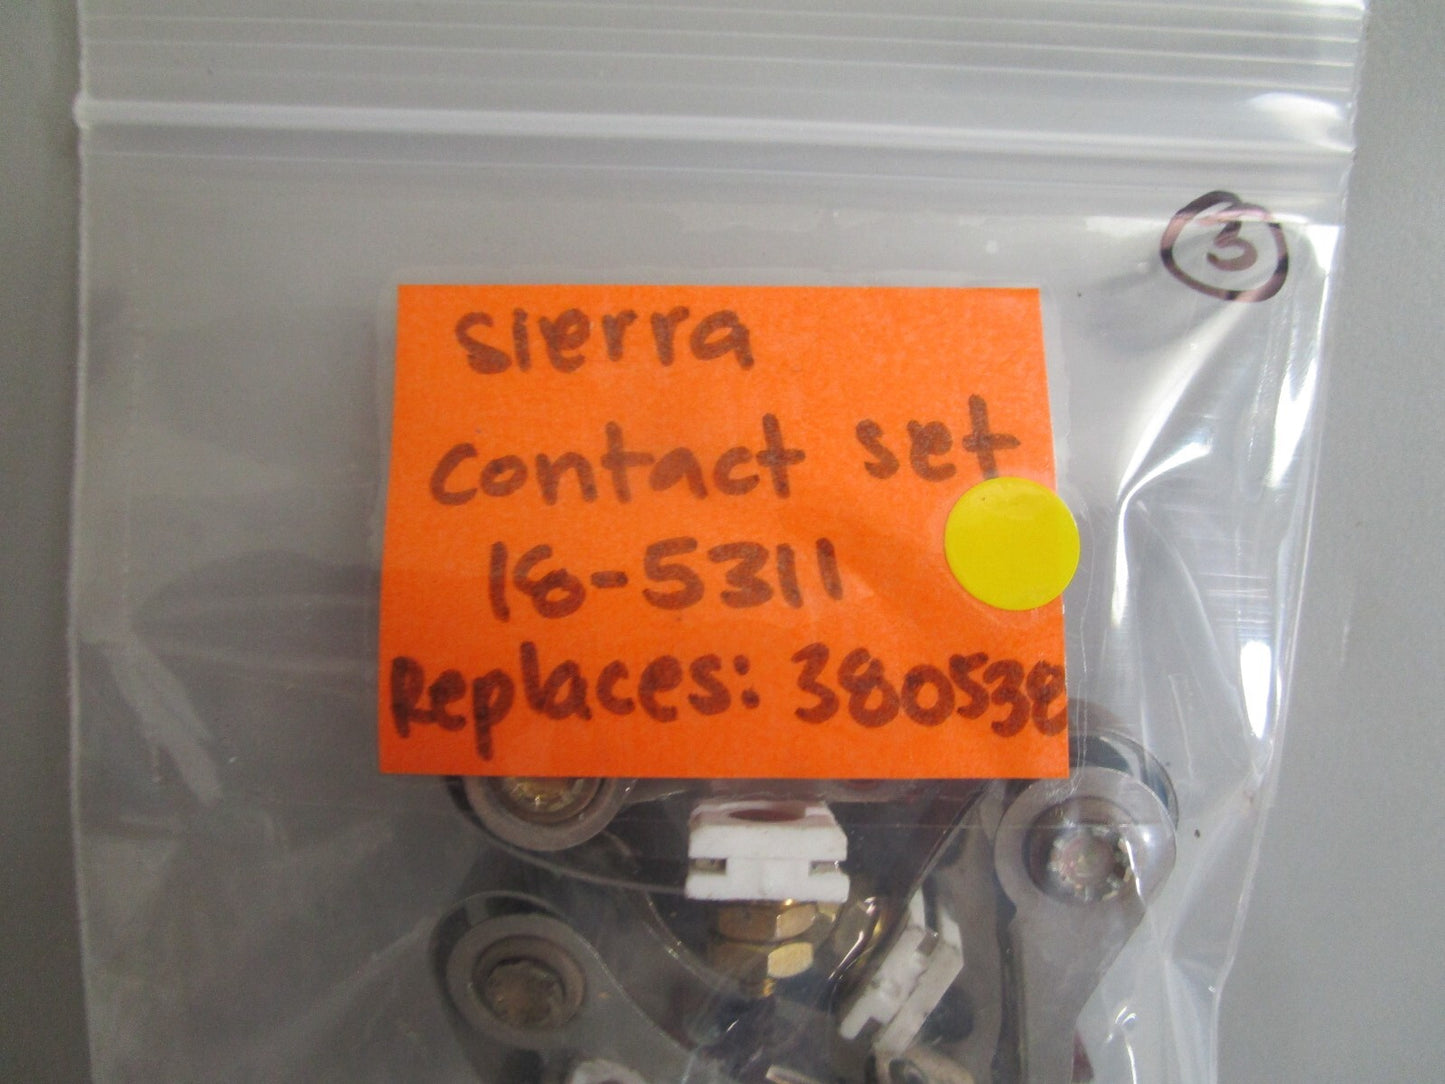 3
sierra
contact set
18-5311
Replaces: 380538